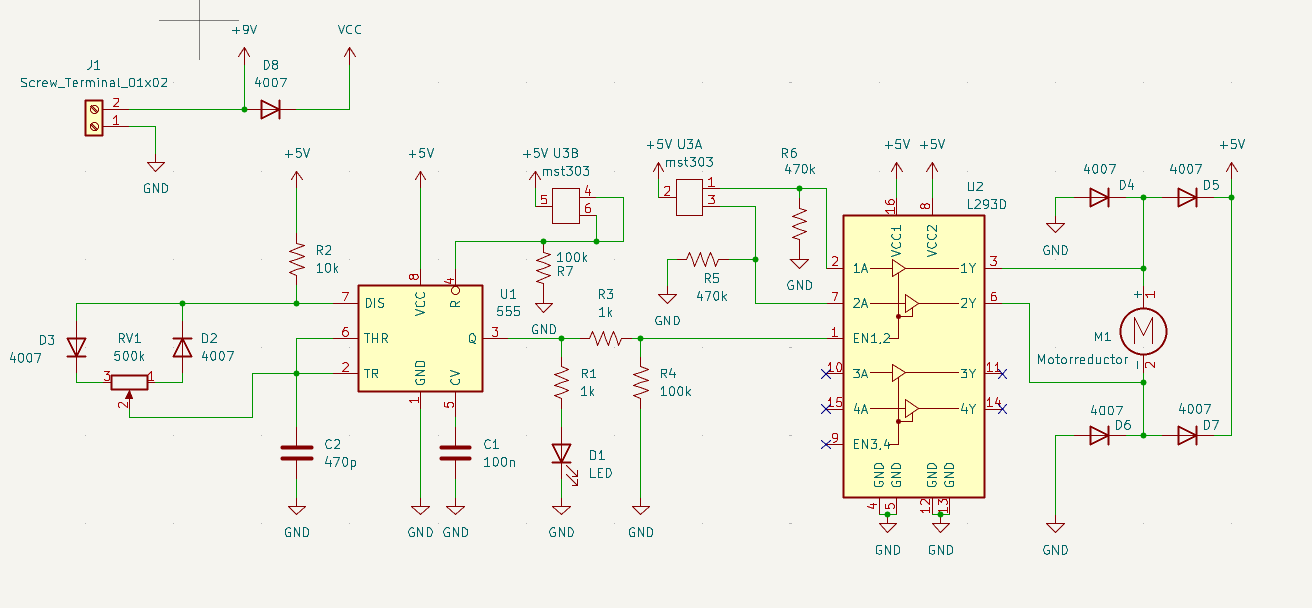 +9V
VCC
J1
Screw_Terminal_01x02
D8
4007
2
1
GND
+5V
+5V
+5V U3B
mst303
5
4
6
+5V U3A
mst303
2
1
3
R6
470k
GND
R5
470k
GND
100k
R7
GND
R2
10k
D3
4007
RV1
500k
3
1
2
D2
4007
C2
470p
GND
U1
555
7
DIS
6
THR
2
TR
8
VCC
4
R
Q
3
GND
1
CV
5
GND
C1
100n
GND
R3
1k
R1
1k
D1
LED
GND
R4
100k
GND
+5V
+5V
U2
L293D
16
VCC1
8
VCC2
2
1A
1Y
3
7
2A
2Y
6
1
EN1,2
10
3A
3Y
11
15
4A
4Y
14
9
EN3,4
GND
GND
GND
GND
4
5
12
13
GND
GND
4007
D4
4007
D5
+5V
GND
+
1
M
M1
Motorreductor
−
2
4007
D6
4007
D7
GND